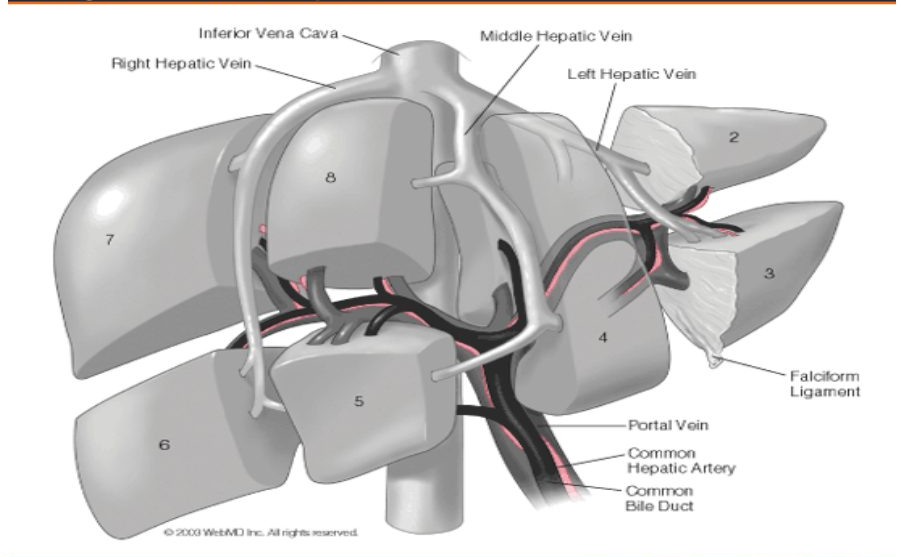 Inferior Vena Cava
Middle Hepatic Vein
Right Hepatic Vein
Left Hepatic Vein
2
8
7
3
4
5
6
Falciform
Ligament
Portal Vein
Common
Hepatic Artery
Common
Bile Duct
© 2003 WebMD Inc. All rights reserved.